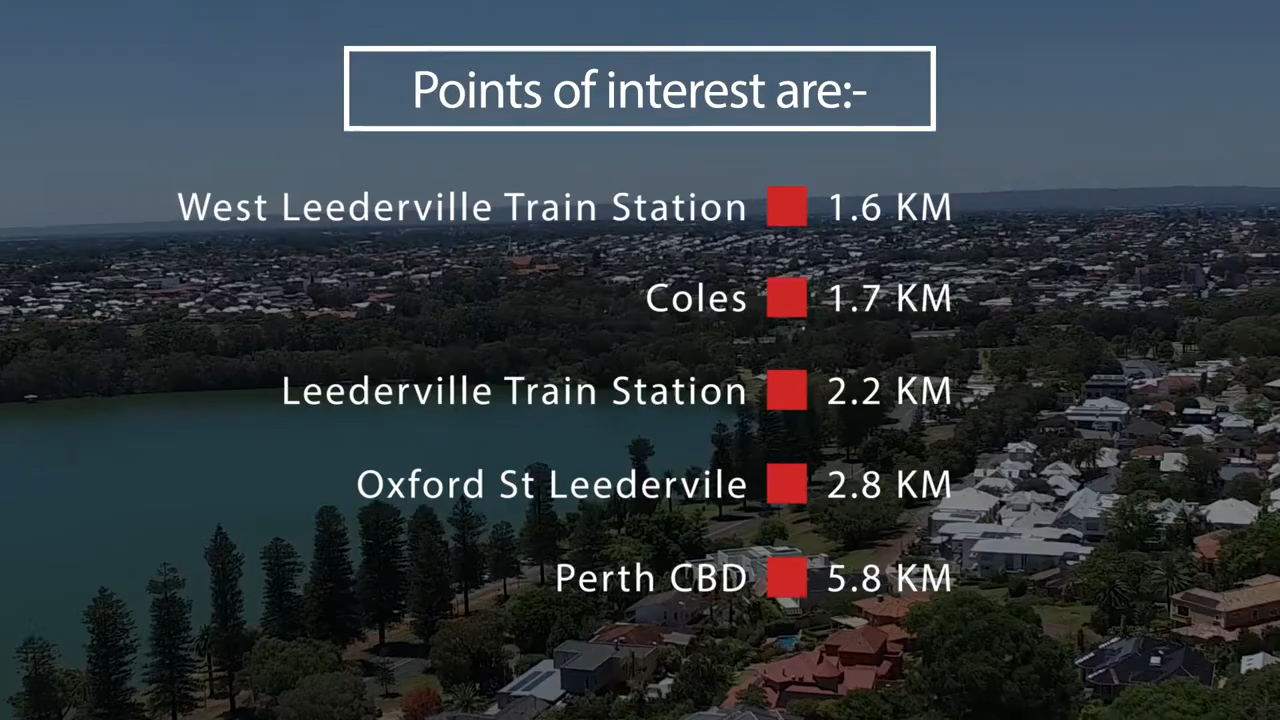 Points of interest are:-
West Leederville Train Station 1.6 KM
Coles 1.7 KM
Leederville Train Station 2.2 KM
Oxford St Leedervile 2.8 KM
Perth CBD 5.8 KM